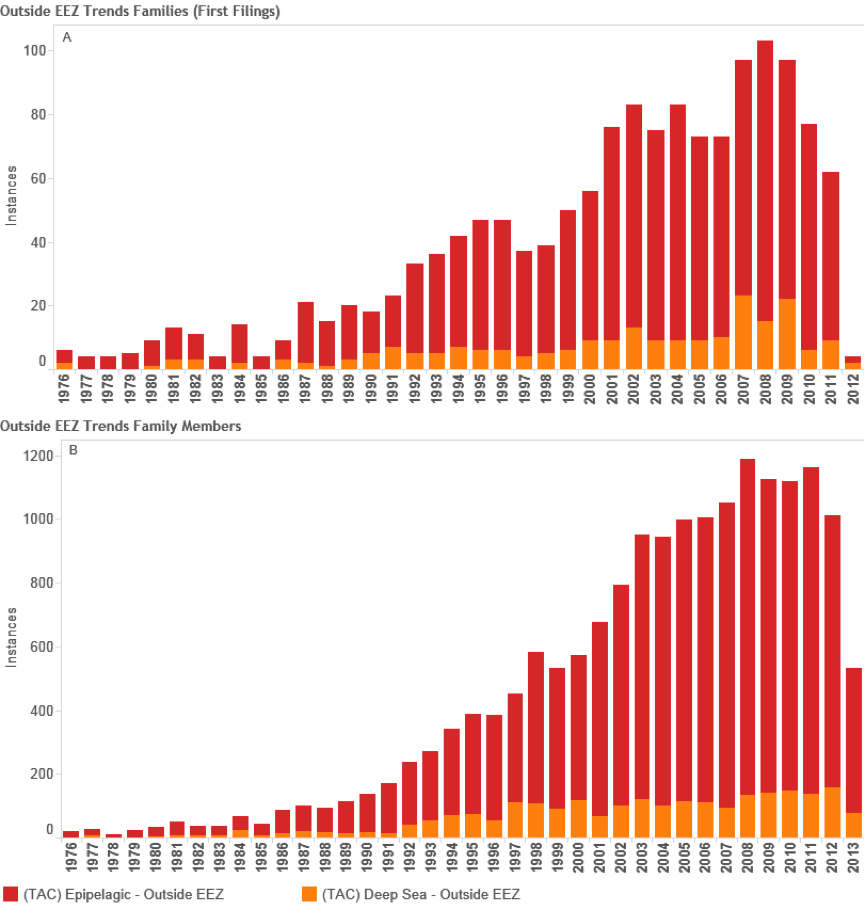 Outside EEZ Trends Families (First Filings)
A
Instances
100
80
60
40
20
0
1976 1977 1978 1979 1980 1981 1982 1983 1984 1985 1986 1987 1988 1989 1990 1991 1992 1993 1994 1995 1996 1997 1998 1999 2000 2001 2002 2003 2004 2005 2006 2007 2008 2009 2010 2011 2012
Outside EEZ Trends Family Members
B
Instances
1200
1000
800
600
400
200
0
1976 1977 1978 1979 1980 1981 1982 1983 1984 1985 1986 1987 1988 1989 1990 1991 1992 1993 1994 1995 1996 1997 1998 1999 2000 2001 2002 2003 2004 2005 2006 2007 2008 2009 2010 2011 2012 2013
(TAC) Epipelagic - Outside EEZ (TAC) Deep Sea - Outside EEZ